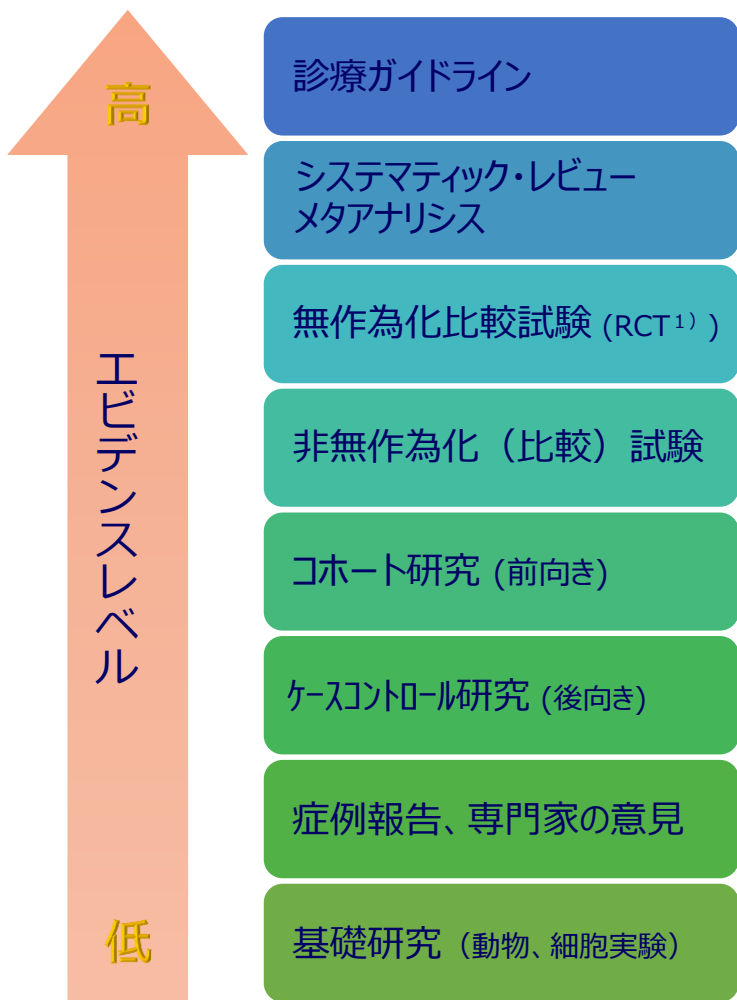 高
エビデンスレベル
低
診療ガイドライン
システマティック・レビュー
メタアナリシス
無作為化比較試験 (RCT¹⁾ )
非無作為化（比較）試験
コホート研究 (前向き)
ケースコントロール研究 (後向き)
症例報告、専門家の意見
基礎研究（動物、細胞実験）